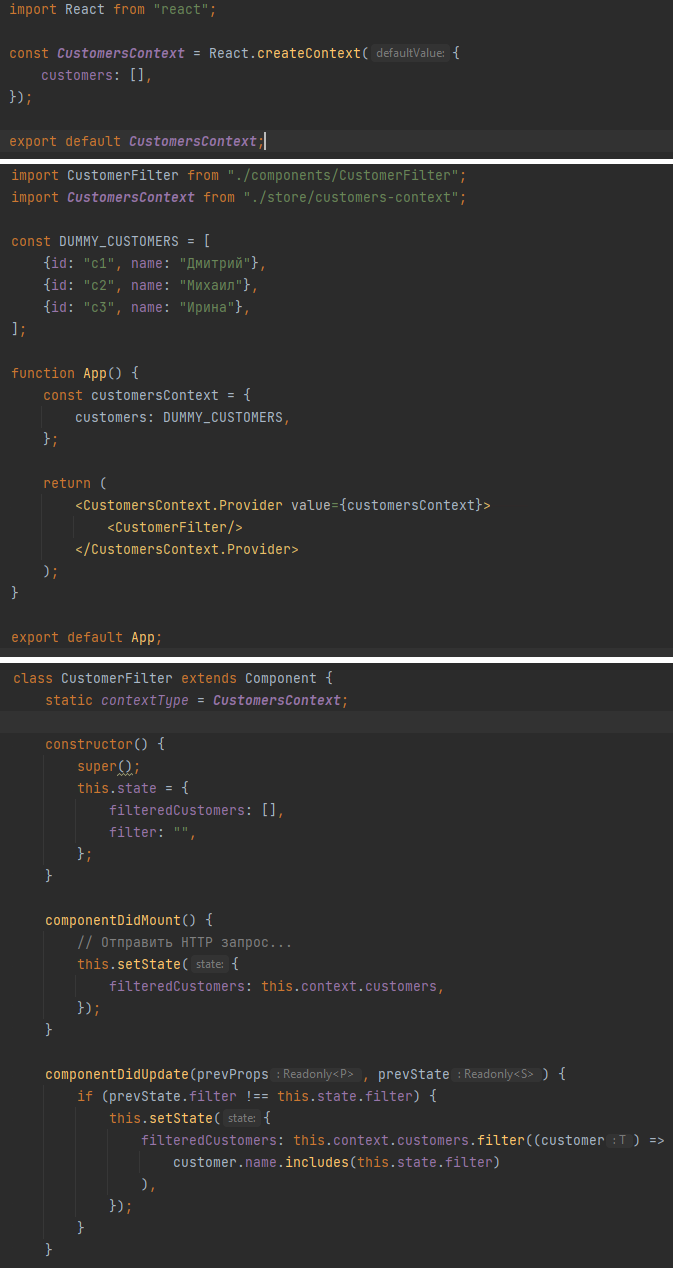 import React from "react";
const CustomersContext = React.createContext( defaultValue: {
    customers: [],
});
export default CustomersContext;
import CustomerFilter from "./components/CustomerFilter";
import CustomersContext from "./store/customers-context";
const DUMMY_CUSTOMERS = [
    {id: "c1", name: "Дмитрий"},
    {id: "c2", name: "Михаил"},
    {id: "c3", name: "Ирина"},
];
function App() {
    const customersContext = {
        customers: DUMMY_CUSTOMERS,
    };
    return (
        <CustomersContext.Provider value={customersContext}>
            <CustomerFilter/>
        </CustomersContext.Provider>
    );
}
export default App;
class CustomerFilter extends Component {
    static contextType = CustomersContext;
    constructor() {
        super();
        this.state = {
            filteredCustomers: [],
            filter: "",
        };
    }
    componentDidMount() {
        // Отправить HTTP запрос...
        this.setState( state: {
            filteredCustomers: this.context.customers,
        });
    }
    componentDidUpdate(prevProps : Readonly<P> , prevState : Readonly<S> ) {
        if (prevState.filter !== this.state.filter) {
            this.setState( state: {
                filteredCustomers: this.context.customers.filter((customer : T ) =>
                    customer.name.includes(this.state.filter)
                ),
            });
        }
    }